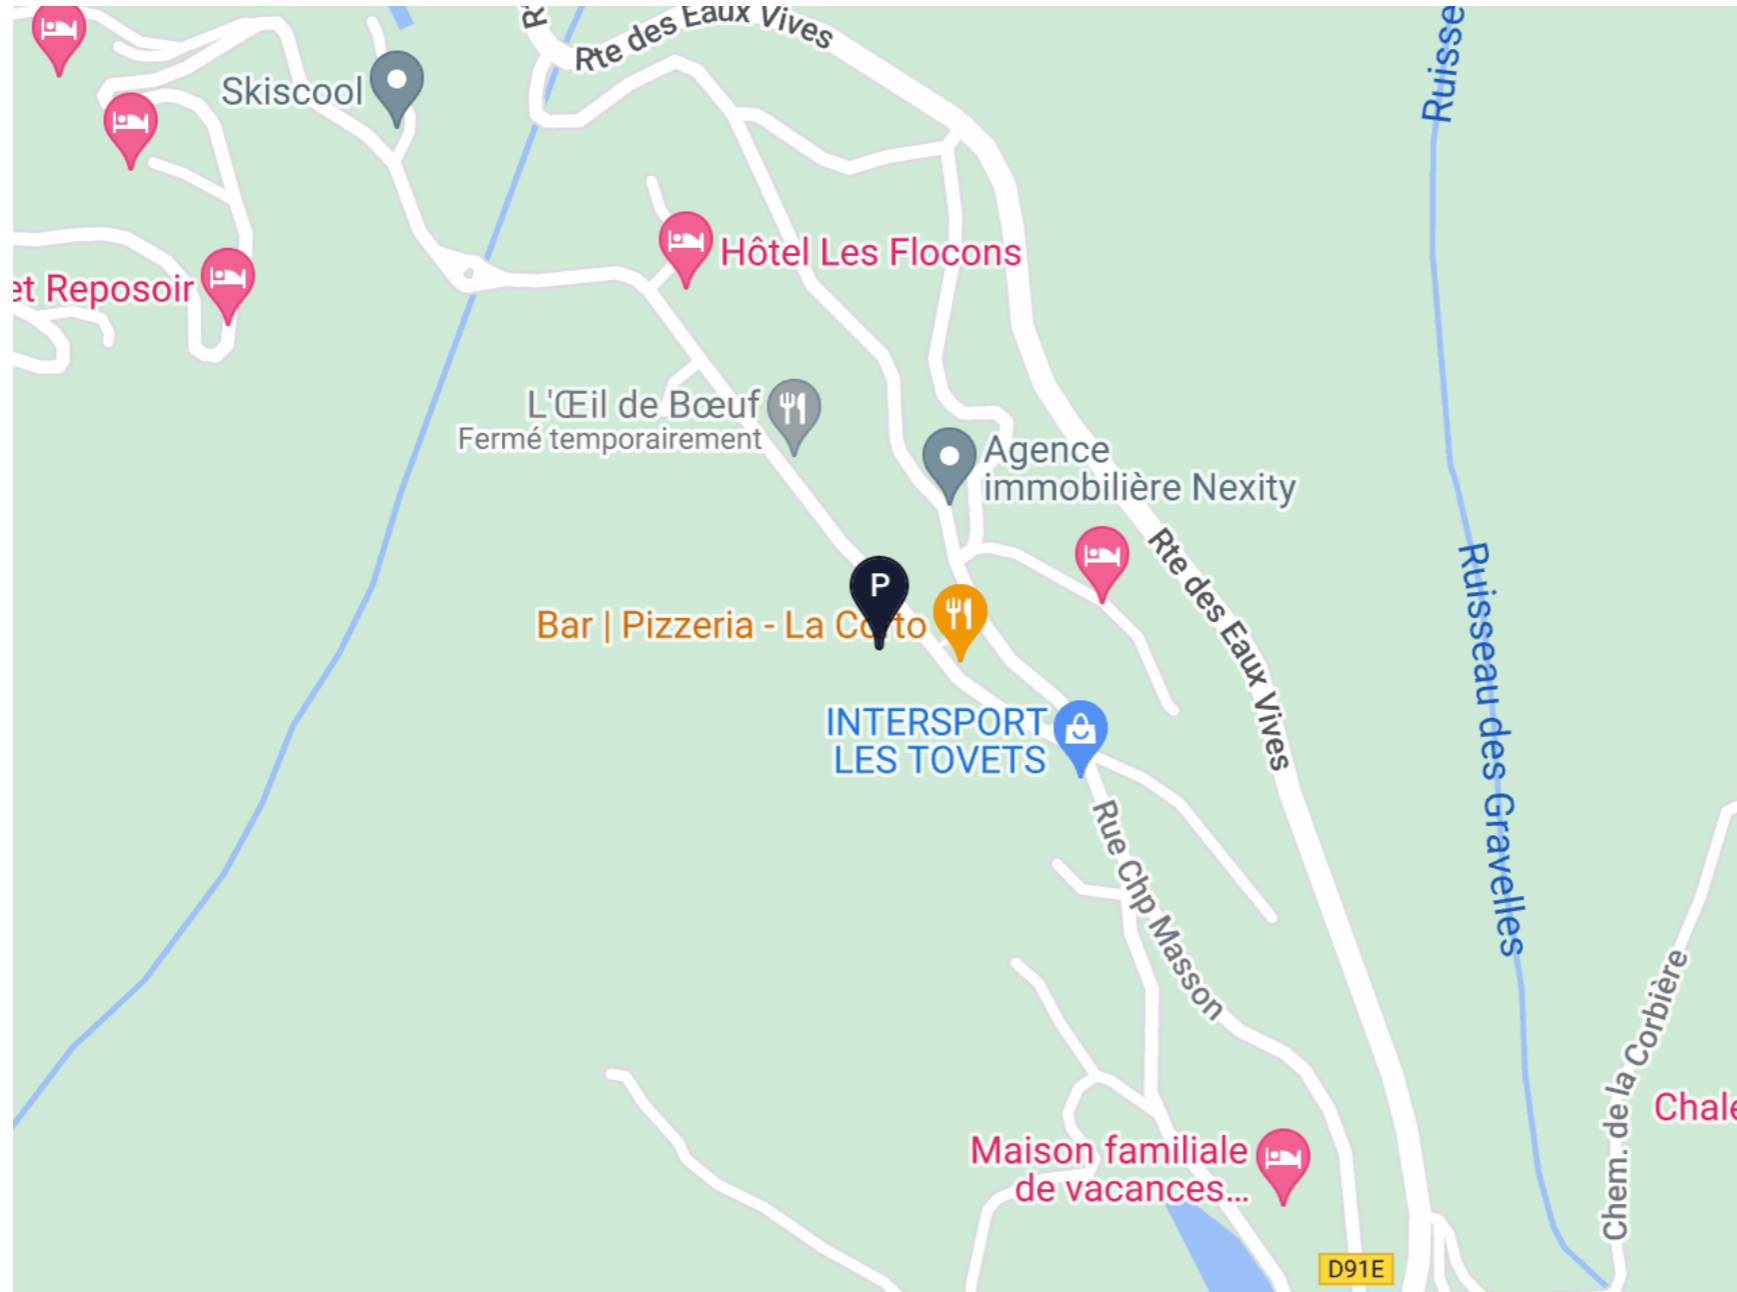 Rte des Eaux Vives
Ruisse
Skiscool
Hôtel Les Flocons
et Reposoir
L'Œil de Bœuf
Fermé temporairement
Agence
immobilière Nexity
P
Bar | Pizzeria - La Corto
Rte des Eaux Vives
Ruisseau des Gravelles
INTERSPORT
LES TOVETS
Rue Chp Masson
Chem. de la Corbière
Chale
Maison familiale
de vacances...
D91E